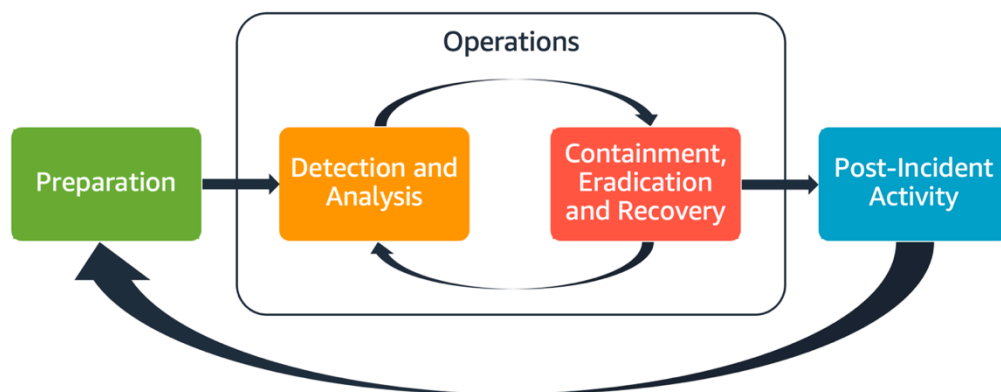 Operations
Preparation
Detection and
Analysis
Containment,
Eradication
and Recovery
Post-Incident
Activity